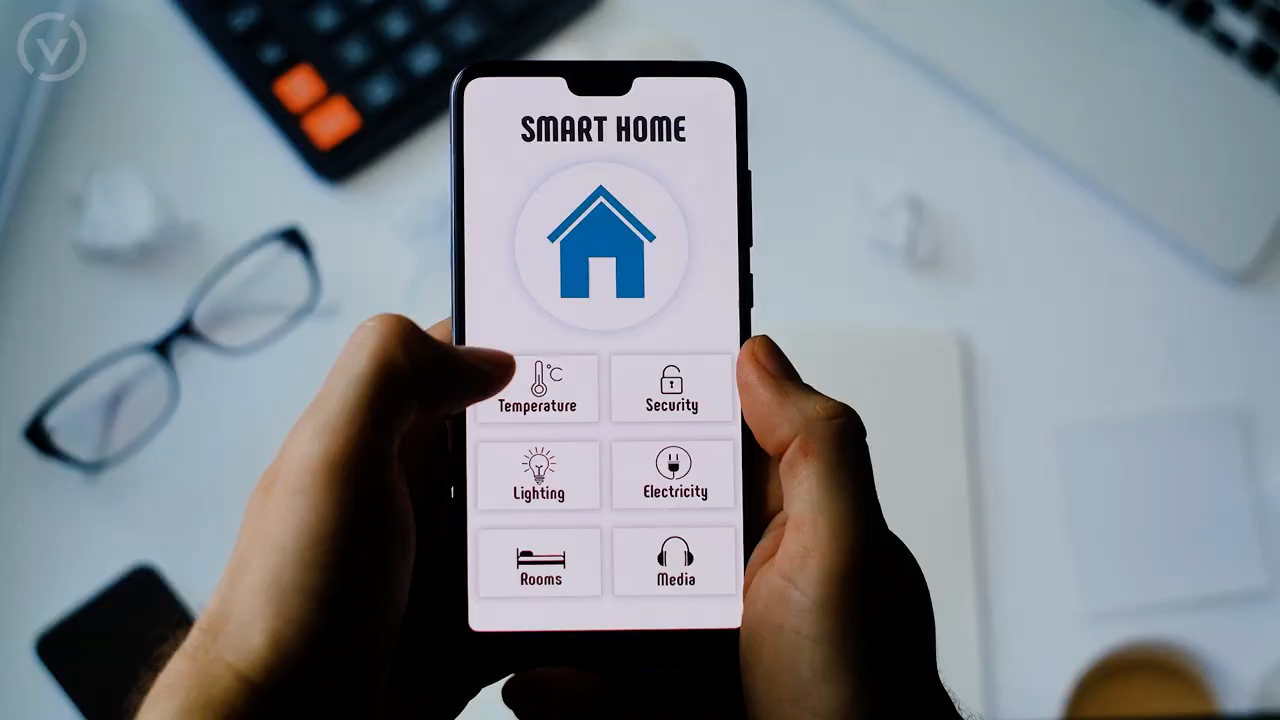 V
SMART HOME
°C
Temperature
Security
Lighting
Electricity
Rooms
Media